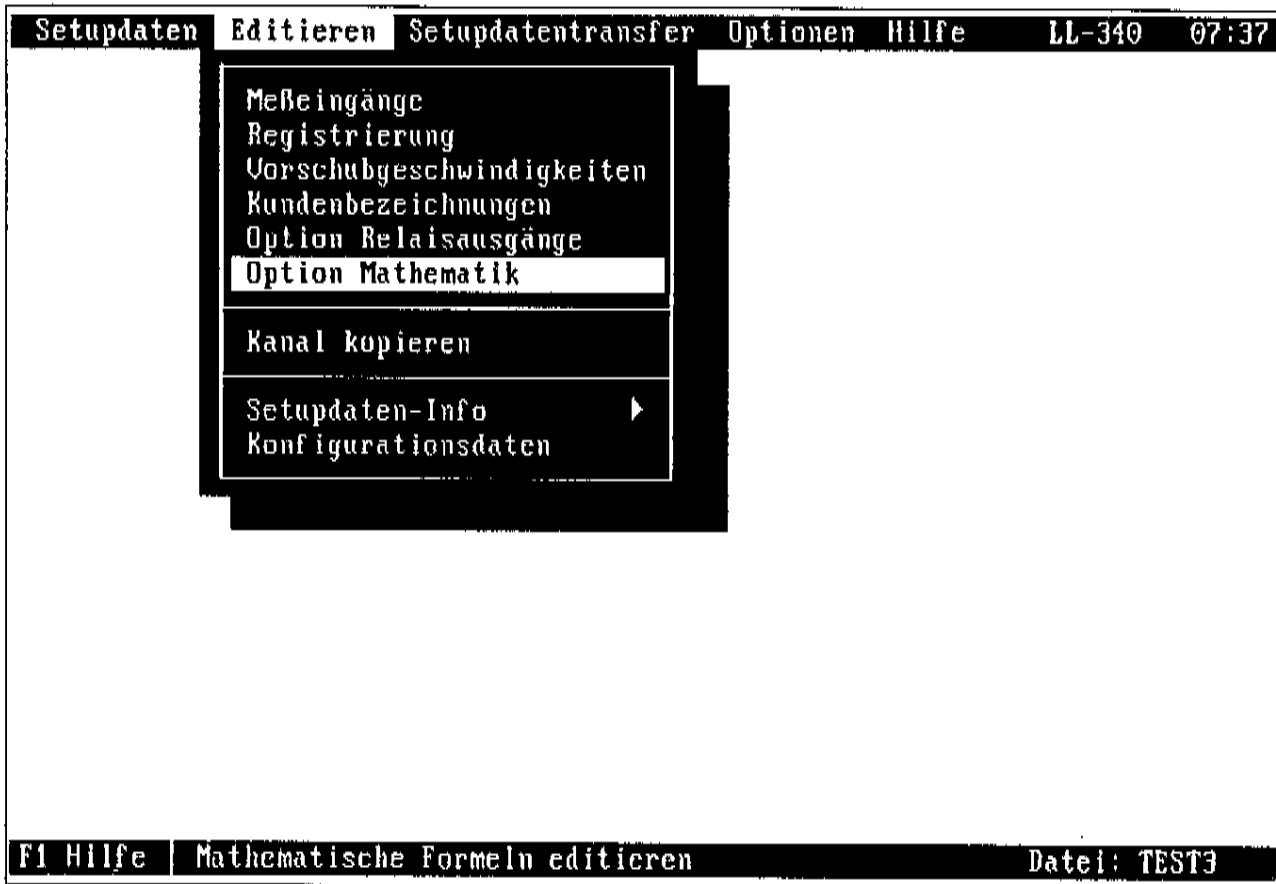 Setupdaten Editieren Setupdatentransfer Optionen Hilfe LL-340 07:37
Meßeingänge
Registrierung
Vorschubgeschwindigkeiten
Kundenbezeichnungen
Option Relaisausgänge
Option Mathematik
Kanal kopieren
Setupdaten-Info
Konfigurationsdaten
F1 Hilfe Mathematische Formeln editieren Datei: TEST3